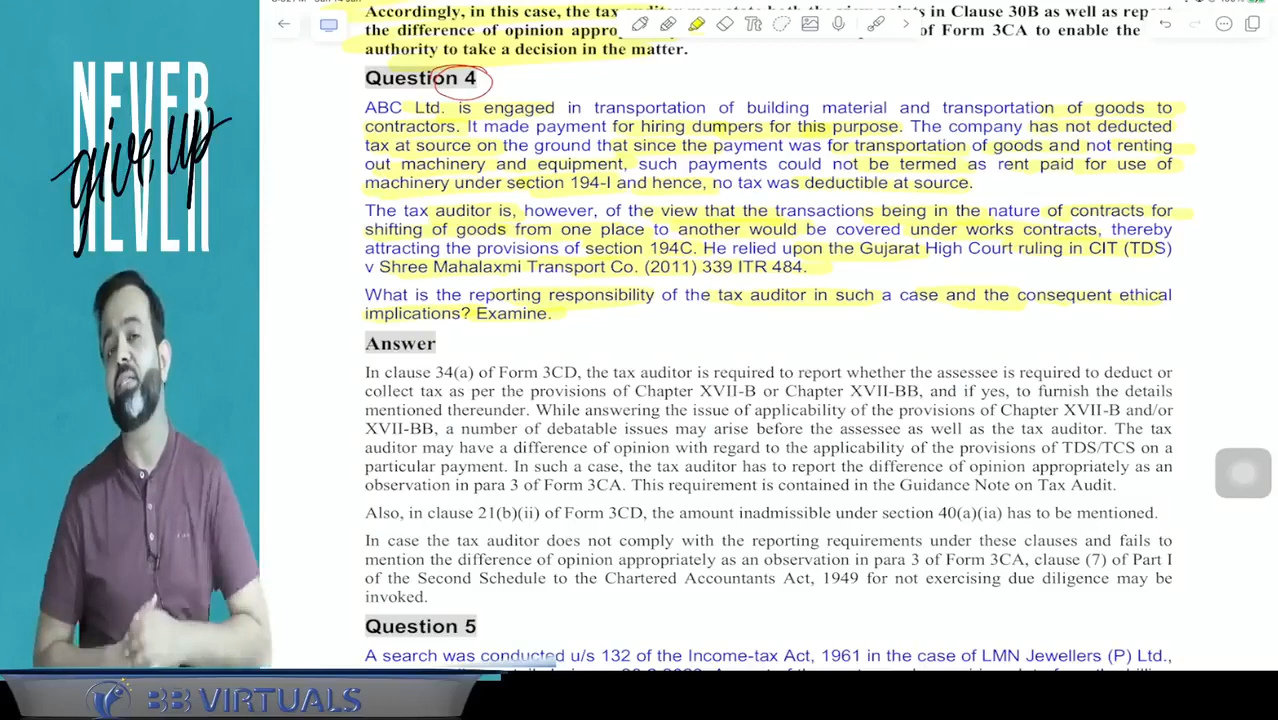 Accordingly, in this case, the tax auditor may state both the view points in Clause 30B as well as report
the difference of opinion of Form 3CA to enable the
authority to take a decision in the matter.
Question 4
ABC Ltd. is engaged in transportation of building material and transportation of goods to
contractors. It made payment for hiring dumpers for this purpose. The company has not deducted
tax at source on the ground that since the payment was for transportation of goods and not renting
out machinery and equipment, such payments could not be termed as rent paid for use of
machinery under section 194-I and hence, no tax was deductible at source.
The tax auditor is, however, of the view that the transactions being in the nature of contracts for
shifting of goods from one place to another would be covered under works contracts, thereby
attracting the provisions of section 194C. He relied upon the Gujarat High Court ruling in CIT (TDS)
v Shree Mahalaxmi Transport Co. (2011) 339 ITR 484.
What is the reporting responsibility of the tax auditor in such a case and the consequent ethical
implications? Examine.
Answer
In clause 34(a) of Form 3CD, the tax auditor is required to report whether the assessee is required to deduct or
collect tax as per the provisions of Chapter XVII-B or Chapter XVII-BB, and if yes, to furnish the details
mentioned thereunder. While answering the issue of applicability of the provisions of Chapter XVII-B and/or
XVII-BB, a number of debatable issues may arise before the assessee as well as the tax auditor. The tax
auditor may have a difference of opinion with regard to the applicability of the provisions of TDS/TCS on a
particular payment. In such a case, the tax auditor has to report the difference of opinion appropriately as an
observation in para 3 of Form 3CA. This requirement is contained in the Guidance Note on Tax Audit.
Also, in clause 21(b)(ii) of Form 3CD, the amount inadmissible under section 40(a)(ia) has to be mentioned.
In case the tax auditor does not comply with the reporting requirements under these clauses and fails to
mention the difference of opinion appropriately as an observation in para 3 of Form 3CA, clause (7) of Part I
of the Second Schedule to the Chartered Accountants Act, 1949 for not exercising due diligence may be
invoked.
Question 5
A search was conducted u/s 132 of the Income-tax Act, 1961 in the case of LMN Jewellers (P) Ltd.,
NEVER
give up
NEVER
BB VIRTUALS